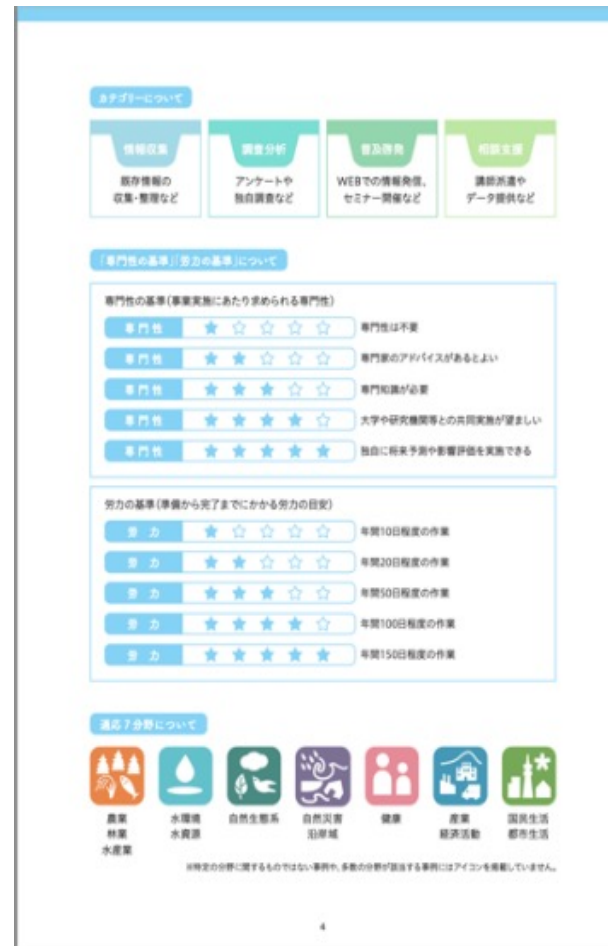 カテゴリーについて
情報収集
既存情報の
収集・整理など
調査分析
アンケートや
独自調査など
普及啓発
WEBでの情報発信、
セミナー開催など
相談支援
講師派遣や
データ提供など
「専門性の基準」「労力の基準」について
専門性の基準(事業実施にあたり求められる専門性)
専門性 ★☆☆☆☆ 専門性は不要
専門性 ★★☆☆☆ 専門家のアドバイスがあるとよい
専門性 ★★★☆☆ 専門知識が必要
専門性 ★★★★☆ 大学や研究機関等との共同実施が望ましい
専門性 ★★★★★ 独自に将来予測や影響評価を実施できる
労力の基準(準備から完了までにかかる労力の目安)
労力 ★☆☆☆☆ 年間10日程度の作業
労力 ★★☆☆☆ 年間20日程度の作業
労力 ★★★☆☆ 年間50日程度の作業
労力 ★★★★☆ 年間100日程度の作業
労力 ★★★★★ 年間150日程度の作業
適応7分野について
農業
林業
水産業
水環境
水資源
自然生態系
自然災害
沿岸域
健康
産業
経済活動
国民生活
都市生活
※特定の分野に関するものではない事例や、多数の分野が該当する事例にはアイコンを掲載していません。
4